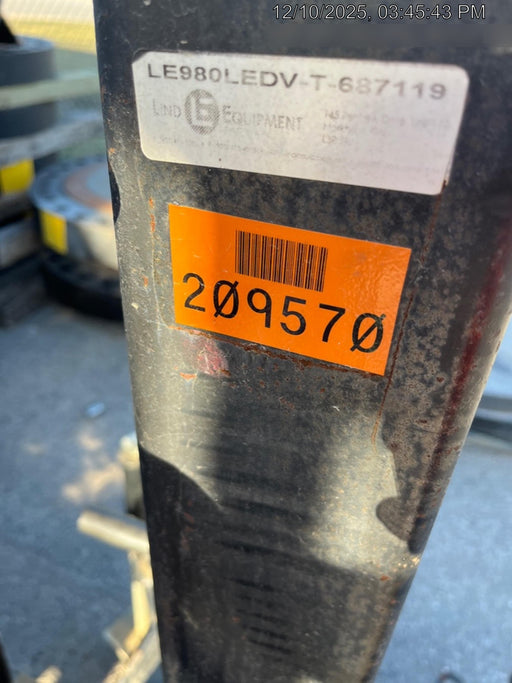 12/10/2025, 03:45:43 PM
LE980LEDV-T-687119
LIND LE EQUIPMENT
209570